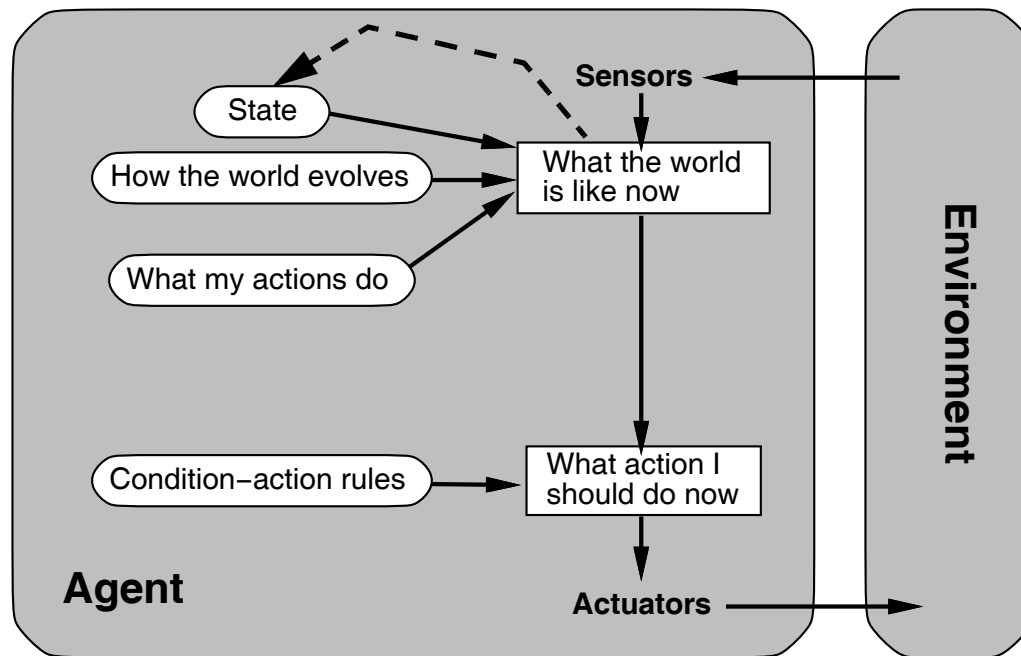 Sensors
State
What the world
is like now
How the world evolves
What my actions do
Environment
Condition−action rules
What action I
should do now
Agent
Actuators